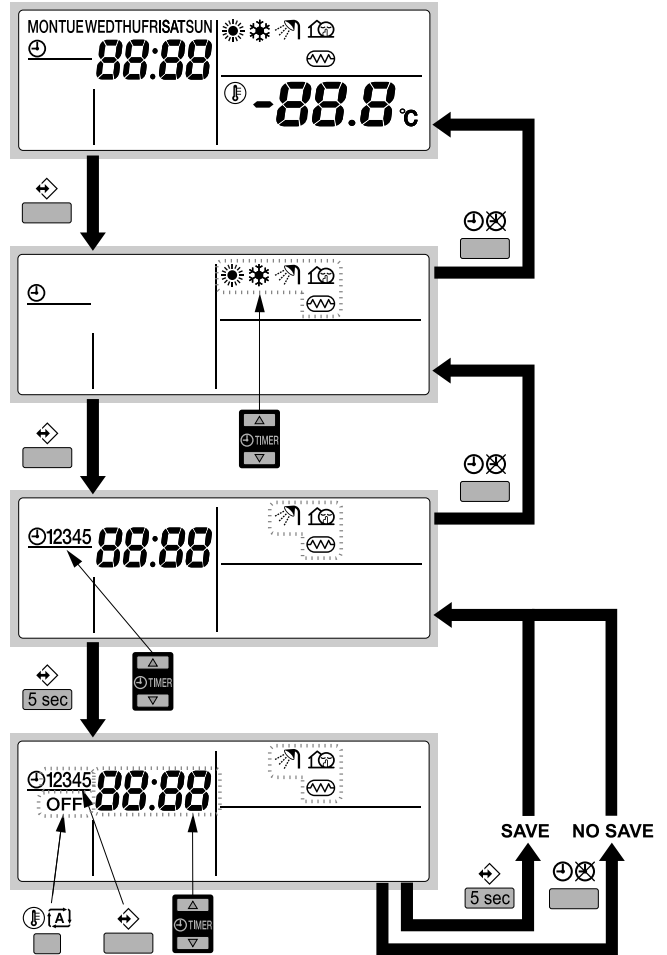 MONTUEWEDTHUFRISATSUN
88:88
-88.8 °C
TIMER
12345 88:88
5 sec
TIMER
12345 88:88
OFF
SAVE NO SAVE
5 sec
A
TIMER